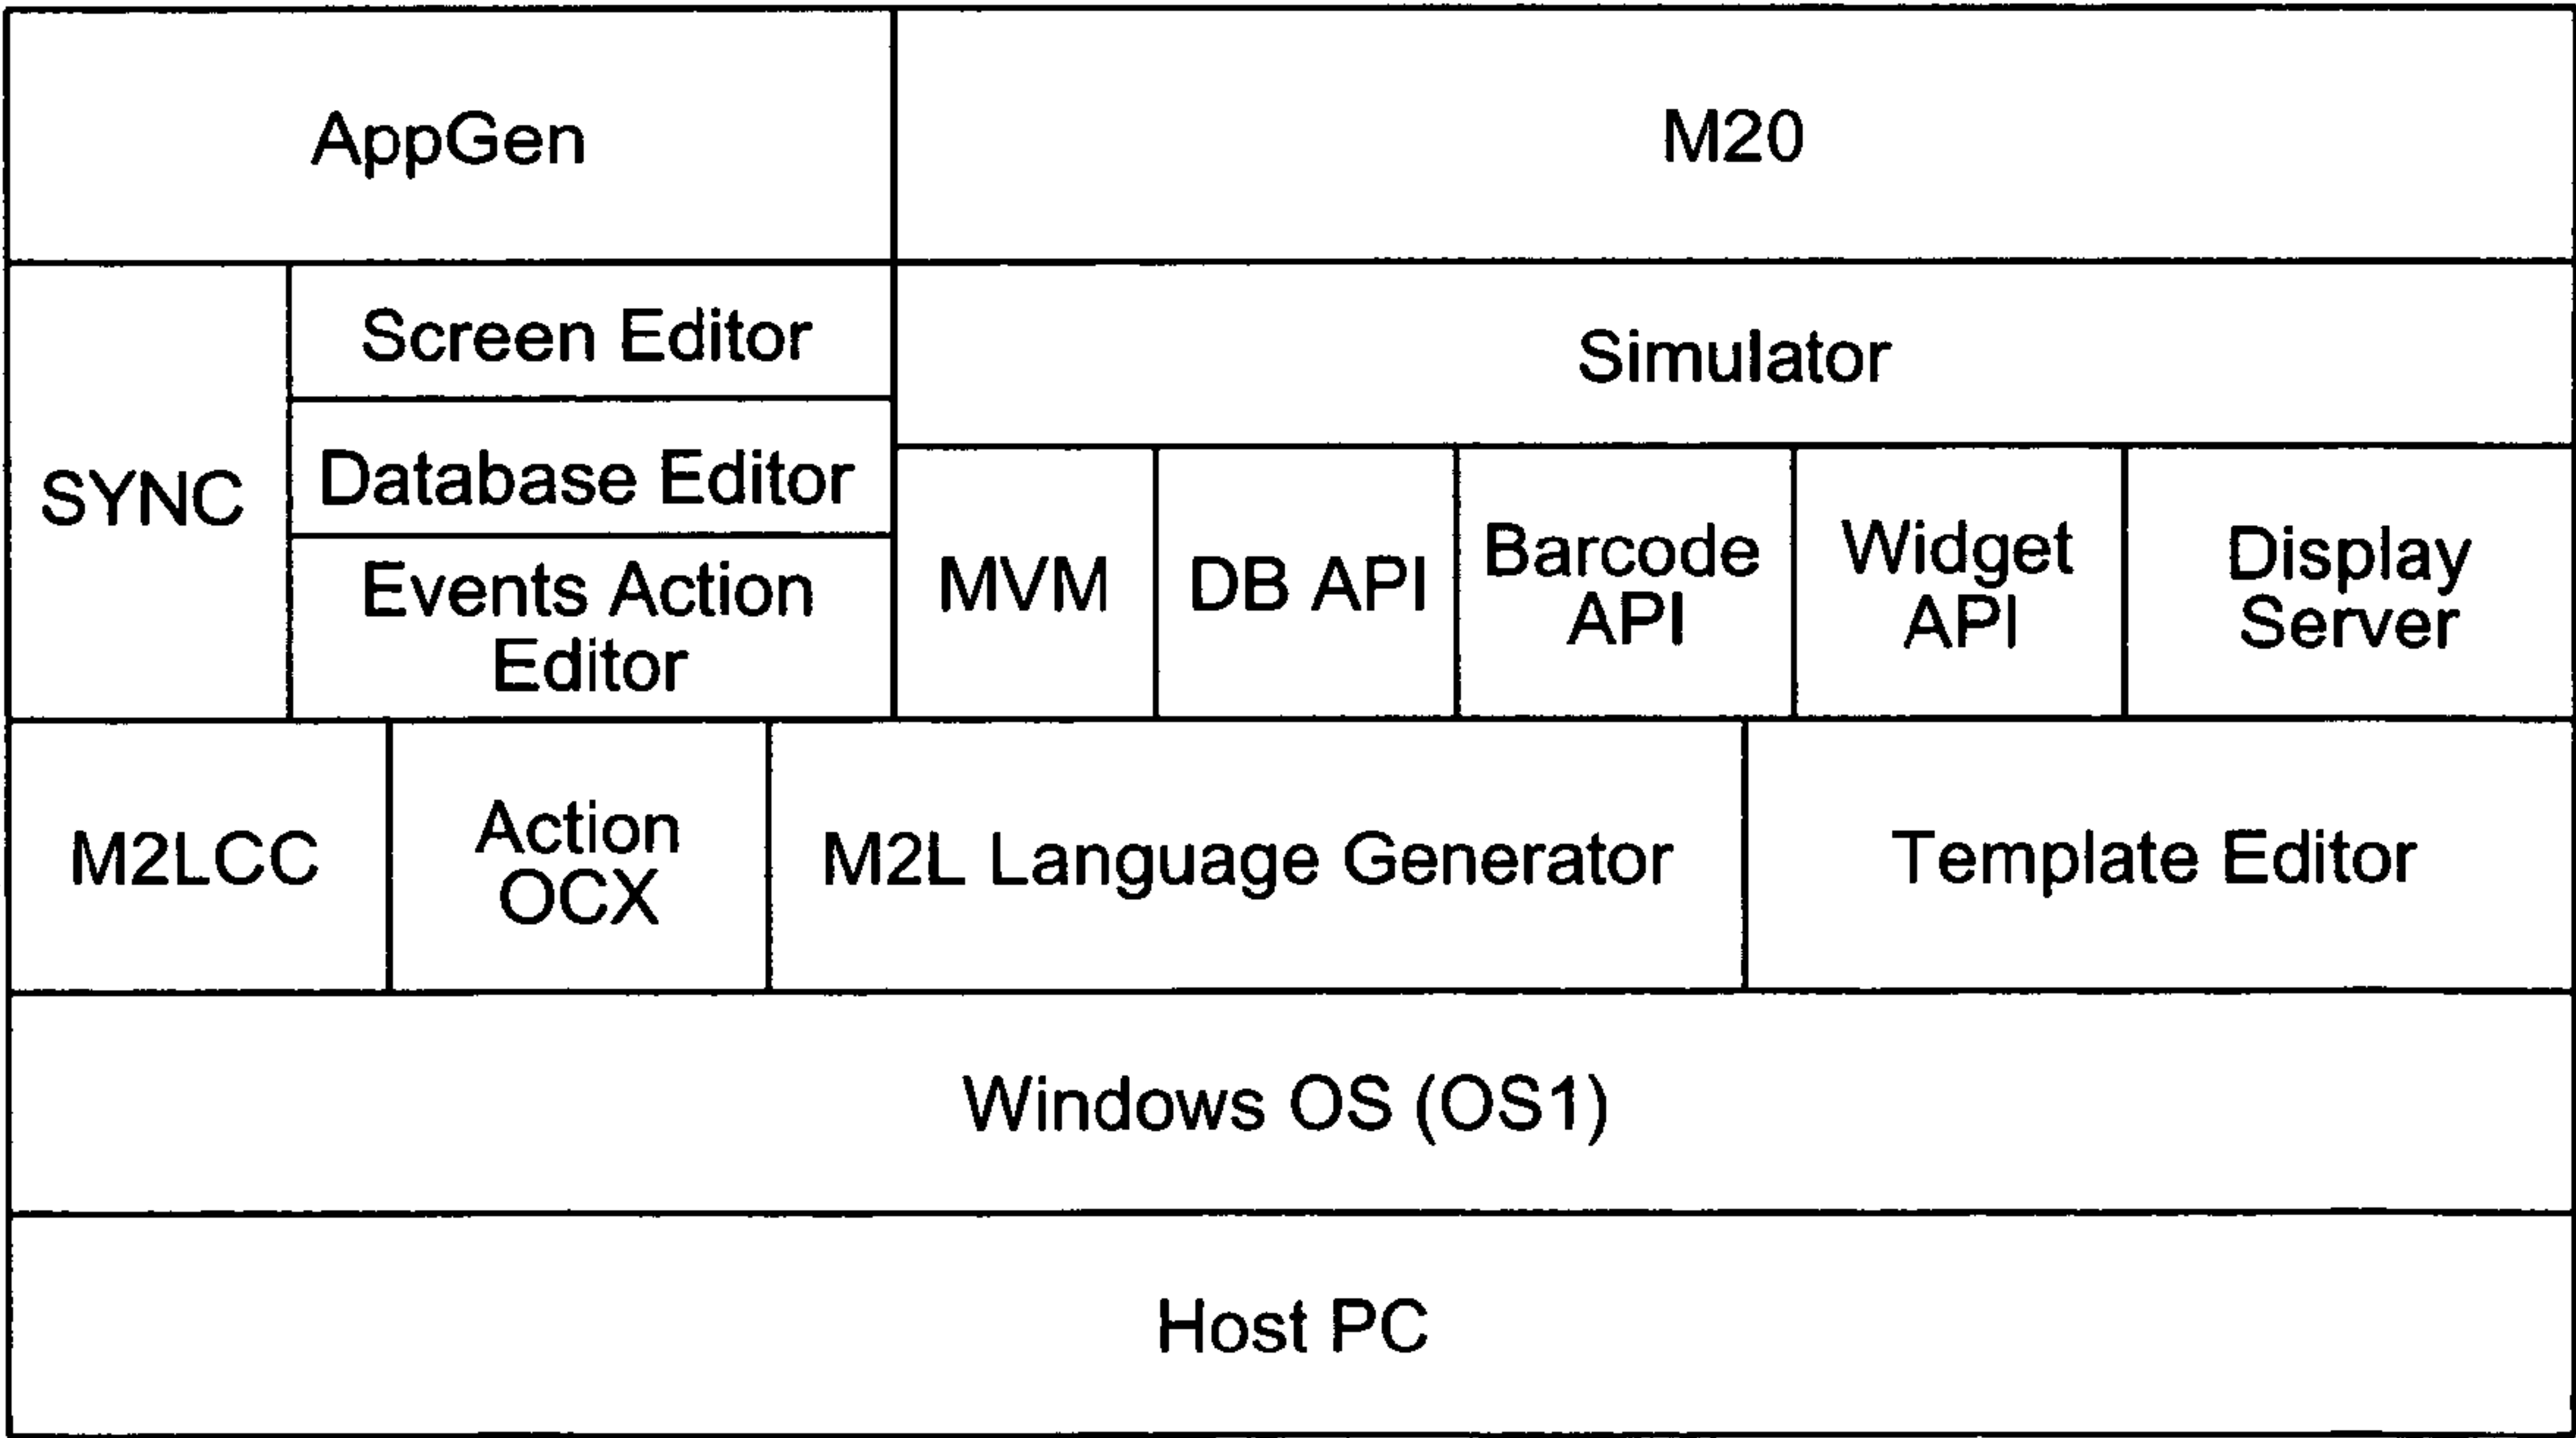 AppGen
M20
SYNC
Screen Editor
Database Editor
Events Action
Editor
Simulator
MVM
DB API
Barcode
API
Widget
API
Display
Server
M2LCC
Action
OCX
M2L Language Generator
Template Editor
Windows OS (OS1)
Host PC